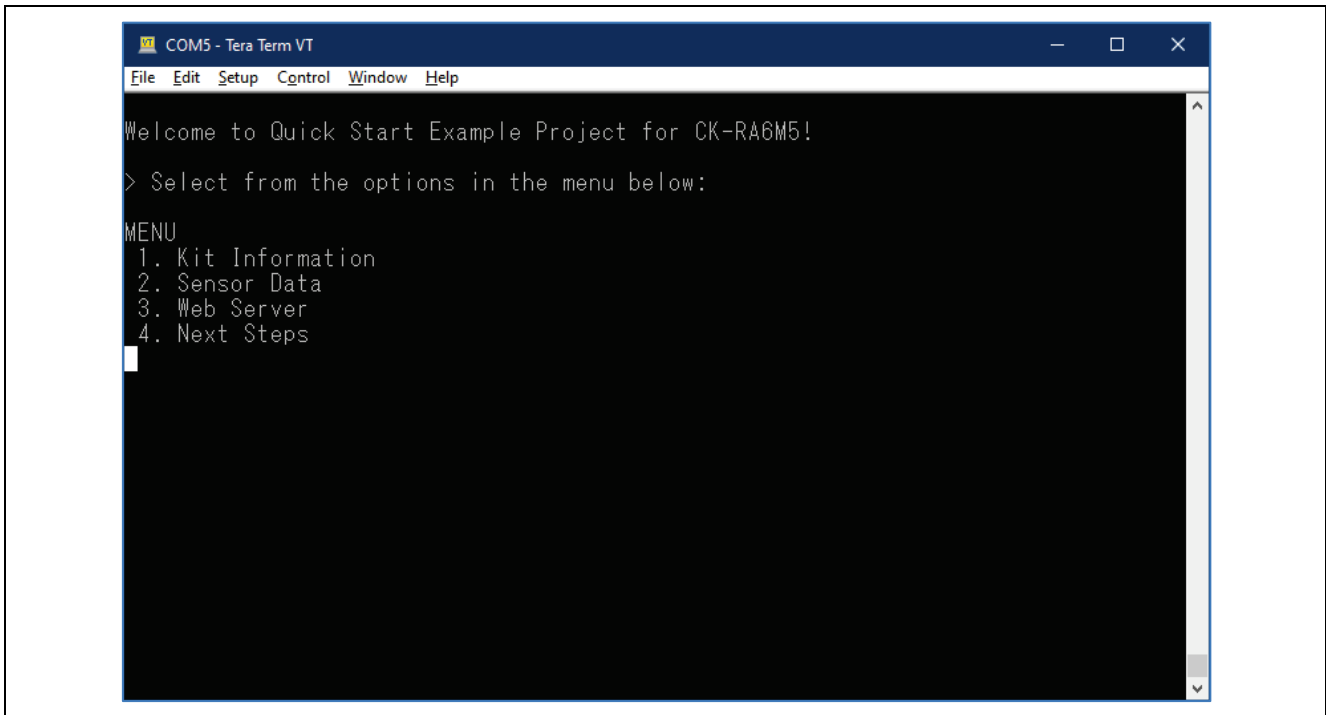 COM5 - Tera Term VT
File Edit Setup Control Window Help
Welcome to Quick Start Example Project for CK-RA6M5!
> Select from the options in the menu below:
MENU
1. Kit Information
2. Sensor Data
3. Web Server
4. Next Steps